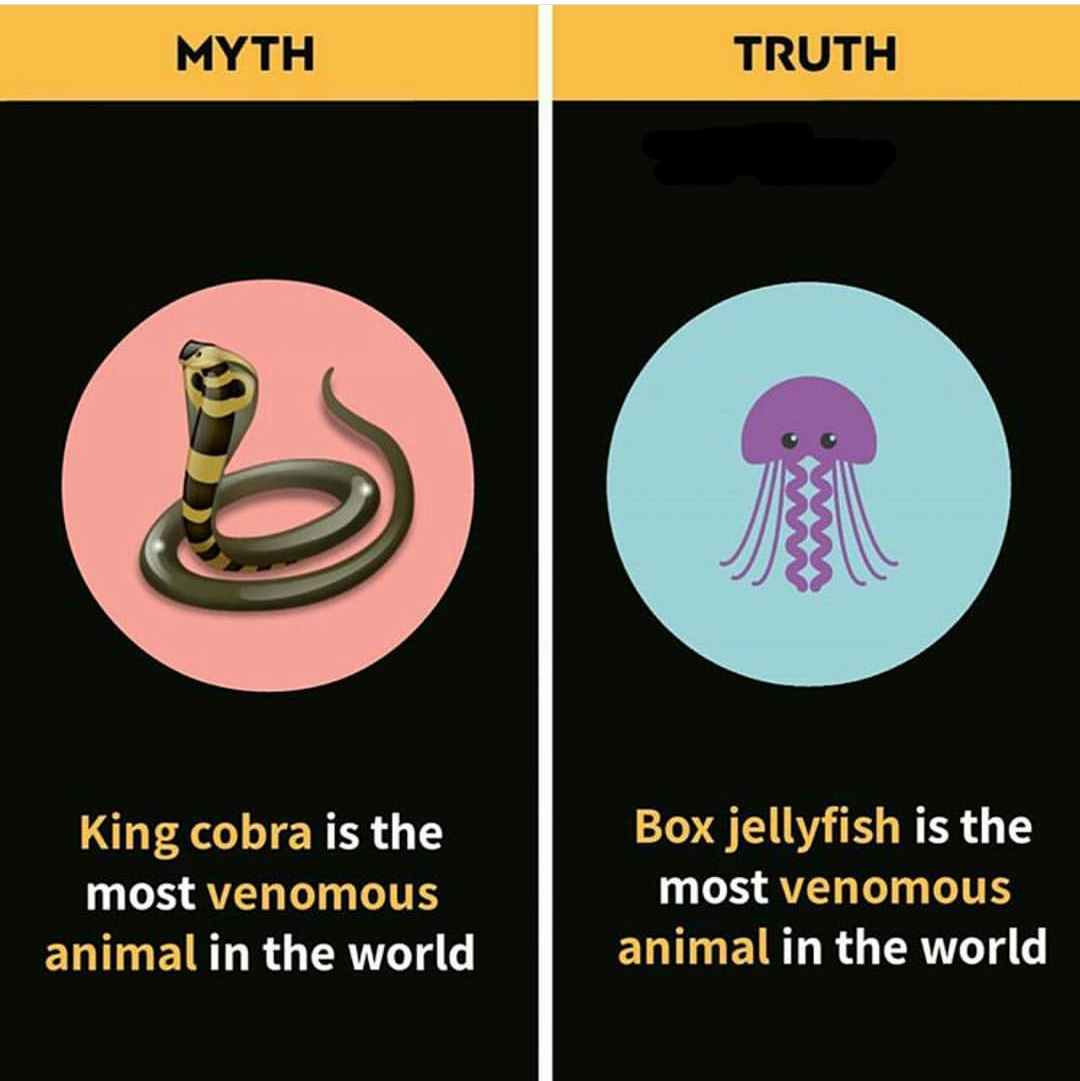 MYTH
King cobra is the
most venomous
animal in the world
TRUTH
Box jellyfish is the
most venomous
animal in the world